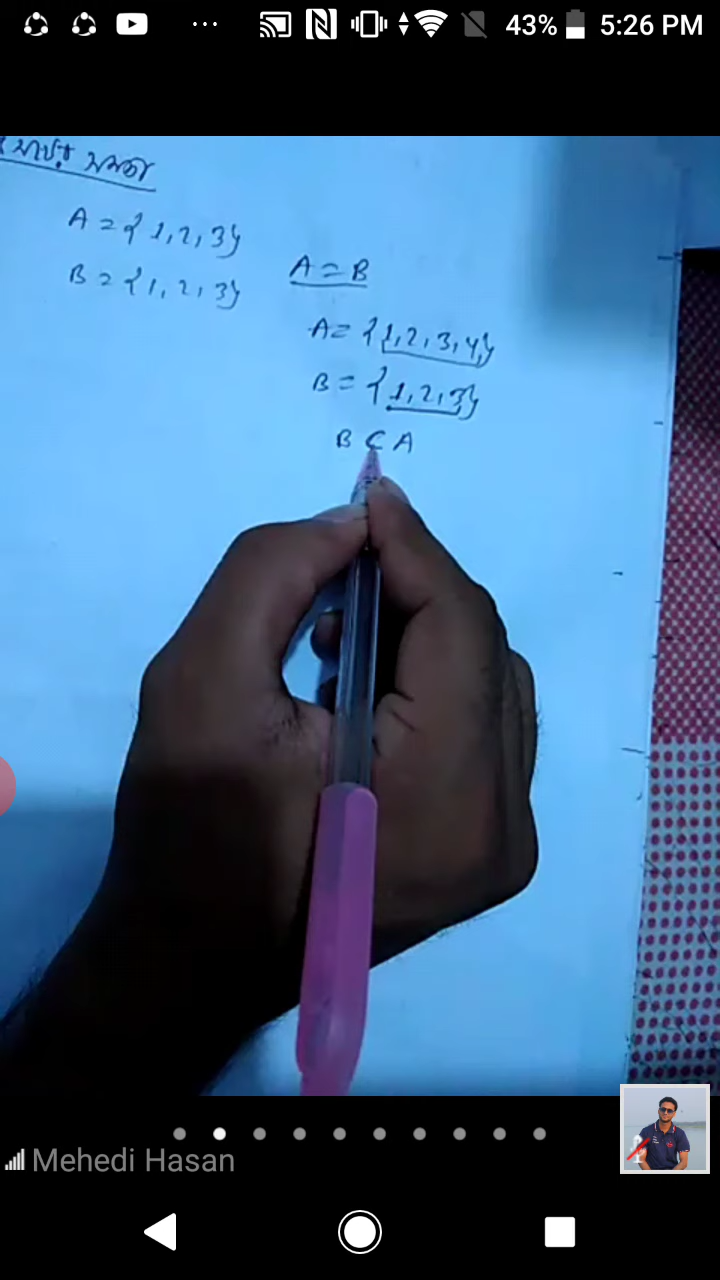 43% 5:26 PM
সমতা
A = {1, 2, 3}
B = {1, 2, 3}
A = B
A = {1, 2, 3, 4}
B = {1, 2, 3}
B ⊂ A
Mehedi Hasan